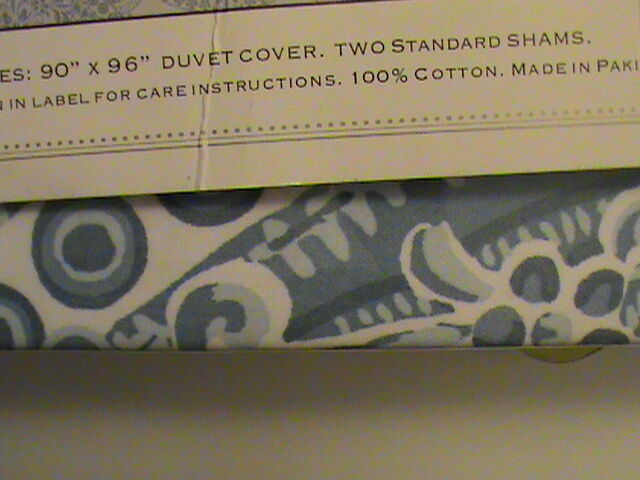 ES: 90" X 96" DUVET COVER. TWO STANDARD SHAMS.
N IN LABEL FOR CARE INSTRUCTIONS. 100% COTTON. MADE IN PAKI